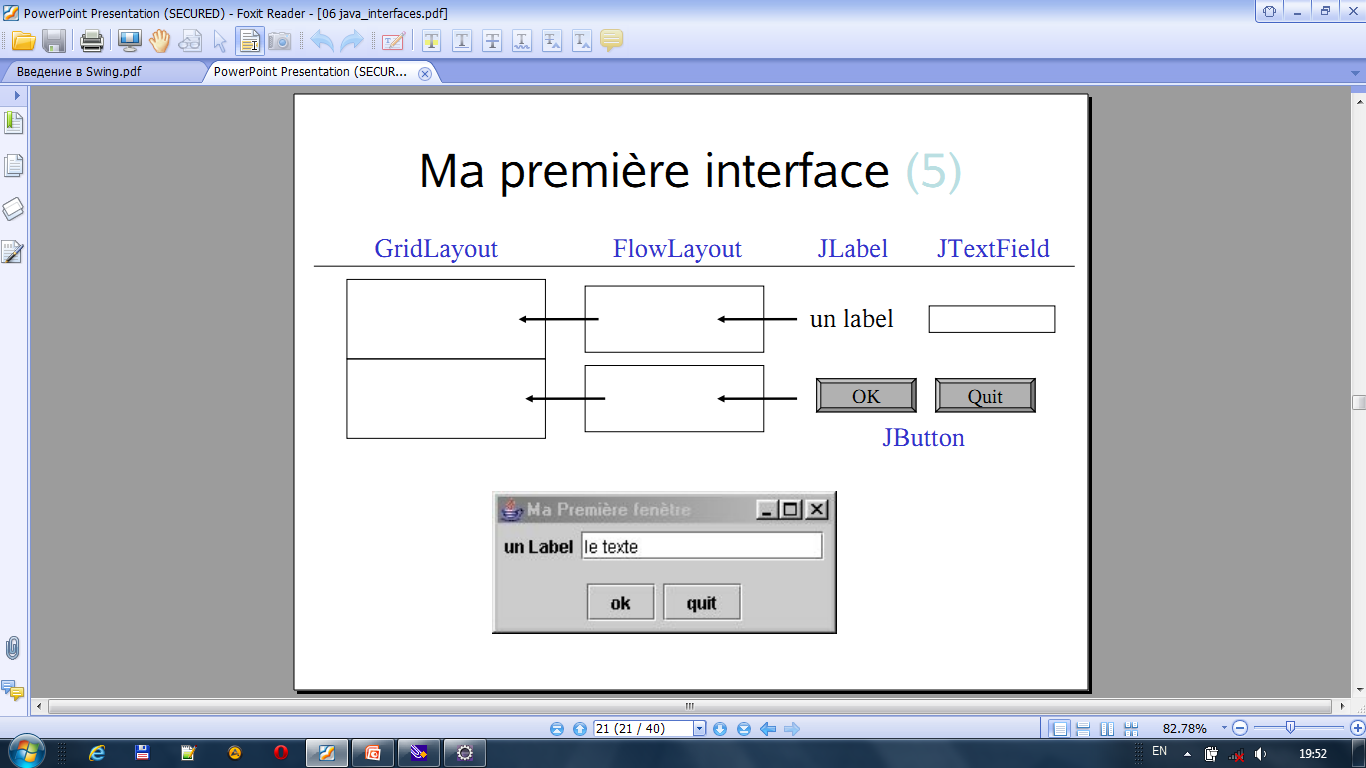 PowerPoint Presentation (SECURED) - Foxit Reader - [06 java_interfaces.pdf]
Введение в Swing.pdf
PowerPoint Presentation (SECUR...
Ma première interface (5)
GridLayout FlowLayout JLabel JTextField
un label
OK Quit
JButton
Ma Première fenètre
un Label le texte
ok quit
21 (21 / 40)
82.78%
EN
19:52